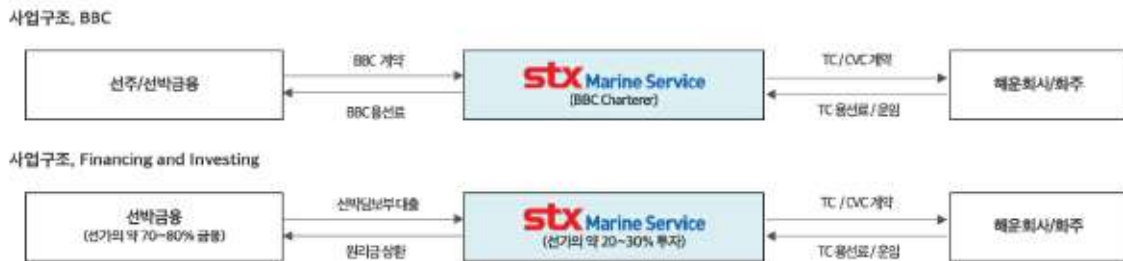 사업구조, BBC
선주/선박금융
BBC 계약
BBC 용선료
stx Marine Service
(BBC Charterer)
TC / CVC 계약
TC 용선료 / 운임
해운회사/화주
사업구조, Financing and Investing
선박금융
(선가의 약 70~80% 금융)
선박담보부 대출
원리금 상환
stx Marine Service
(선가의 약 20~30% 투자)
TC / CVC 계약
TC 용선료 / 운임
해운회사/화주